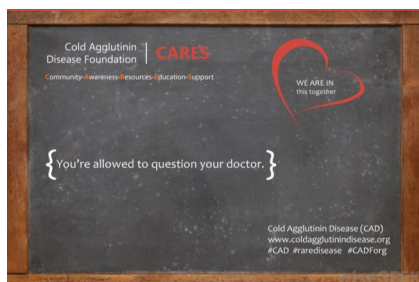 Cold Agglutinin
Disease Foundation
CARES
Community•Awareness•Resources•Education•Support
WE ARE IN
this together
{You're allowed to question your doctor.}
Cold Agglutinin Disease (CAD)
www.coldagglutinindisease.org
#CAD #raredisease #CADForg